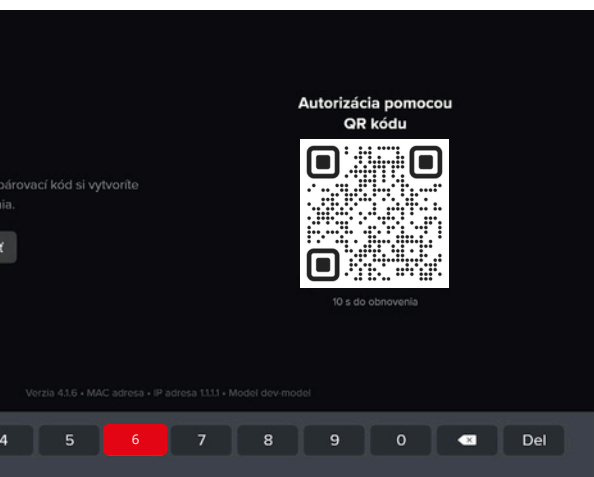 Autorizácia pomocou
QR kódu
párovací kód si vytvoríte
10 s do obnovenia
Verzia 4.1.6 • MAC adresa • IP adresa 1.1.1.1 • Model dev-model
4 5 6 7 8 9 0 Del